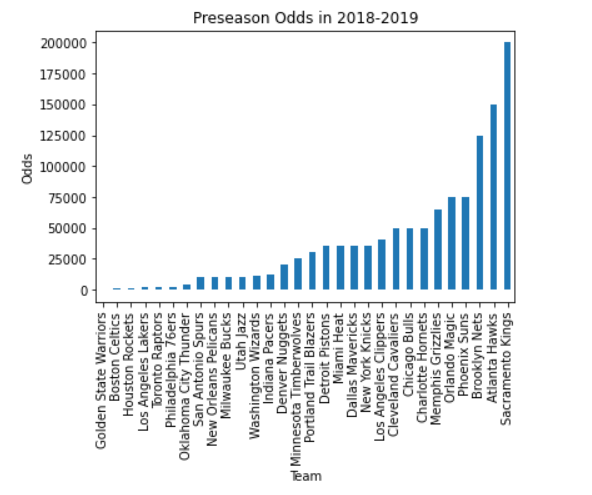 Preseason Odds in 2018-2019
200000
175000
150000
125000
100000
75000
50000
25000
0
Odds
Golden State Warriors
Boston Celtics
Houston Rockets
Los Angeles Lakers
Toronto Raptors
Philadelphia 76ers
Oklahoma City Thunder
San Antonio Spurs
New Orleans Pelicans
Milwaukee Bucks
Utah Jazz
Washington Wizards
Indiana Pacers
Denver Nuggets
Minnesota Timberwolves
Portland Trail Blazers
Detroit Pistons
Miami Heat
Dallas Mavericks
New York Knicks
Los Angeles Clippers
Cleveland Cavaliers
Chicago Bulls
Charlotte Hornets
Memphis Grizzlies
Orlando Magic
Phoenix Suns
Brooklyn Nets
Atlanta Hawks
Sacramento Kings
Team